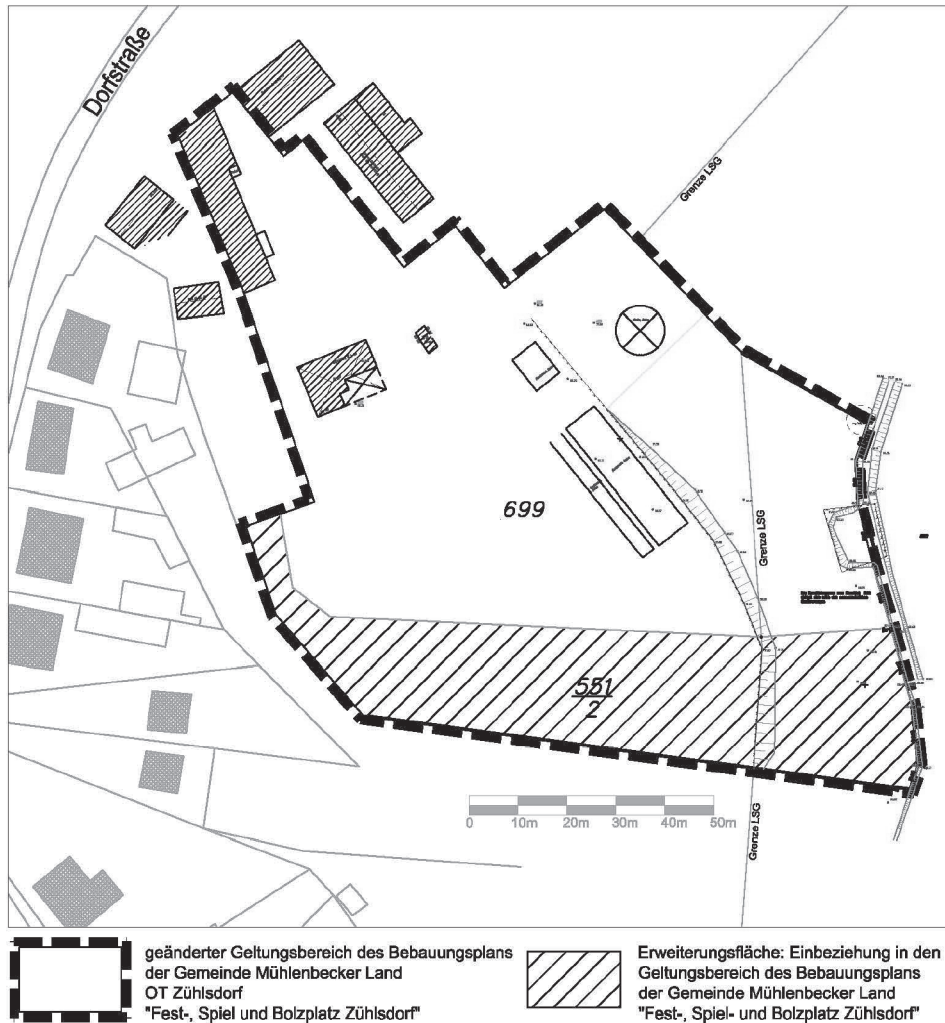 Dorfstraße
Grenze LSG
699
Grenze LSG
551
2
0 10m 20m 30m 40m 50m
Grenze LSG
geänderter Geltungsbereich des Bebauungsplans
der Gemeinde Mühlenbecker Land
OT Zühlsdorf
"Fest-, Spiel und Bolzplatz Zühlsdorf"
Erweiterungsfläche: Einbeziehung in den
Geltungsbereich des Bebauungsplans
der Gemeinde Mühlenbecker Land
"Fest-, Spiel- und Bolzplatz Zühlsdorf"